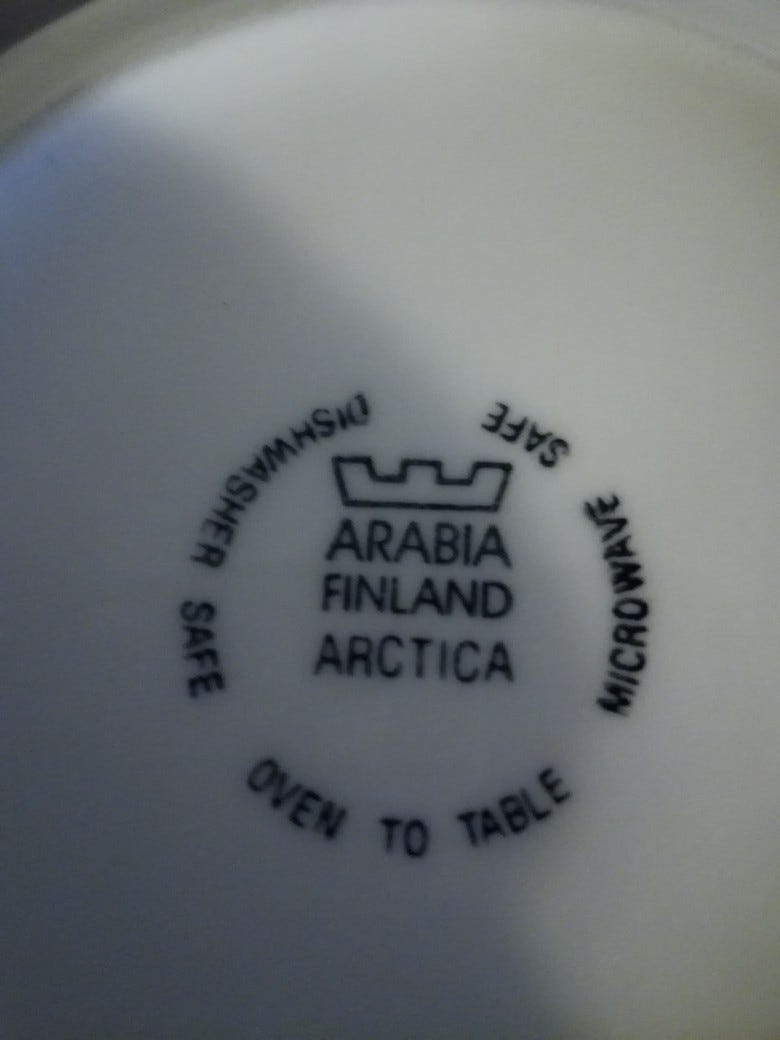 ARABIA
FINLAND
ARCTICA
DISHWASHER SAFE
OVEN TO TABLE
MICROWAVE SAFE